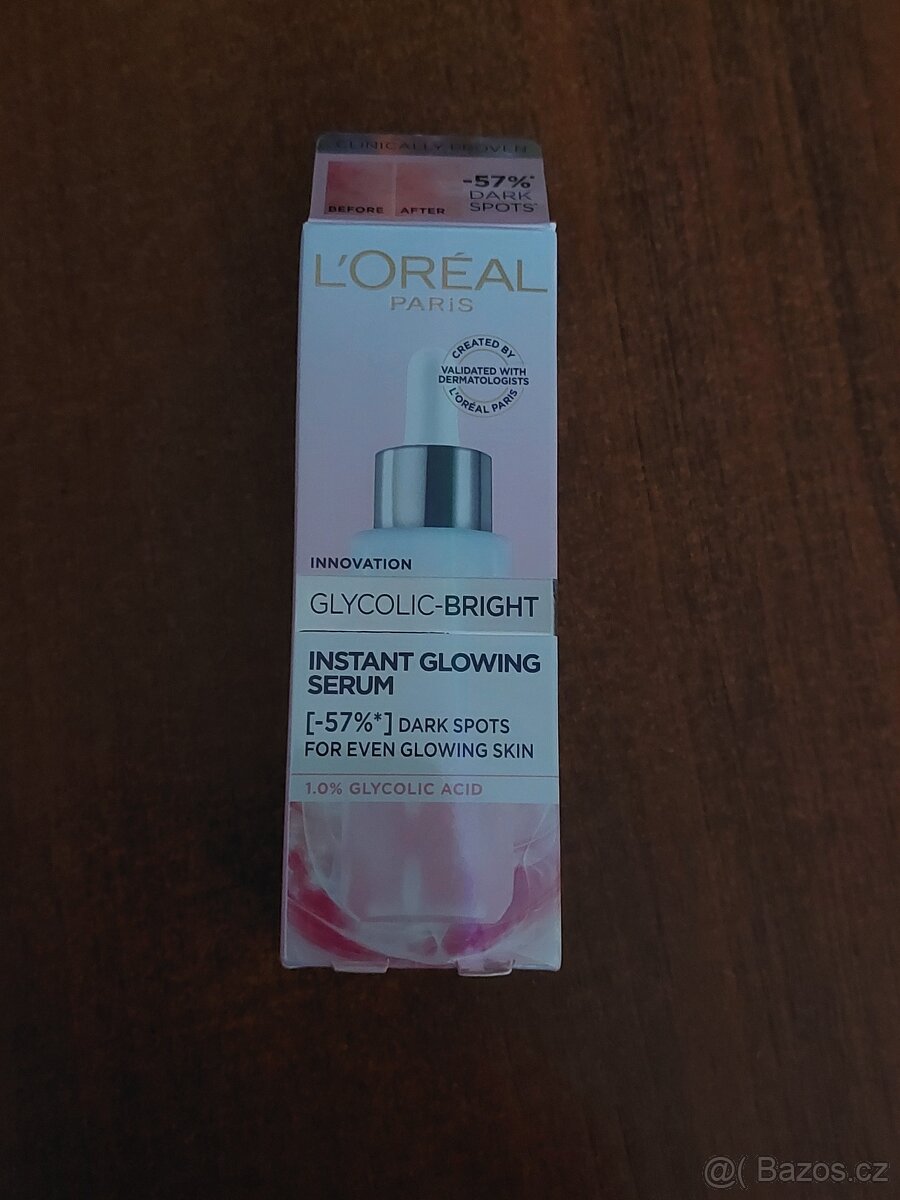 CLINICALLY PROVEN
-57%*
DARK
SPOTS*
BEFORE AFTER
L'ORÉAL
PARiS
CREATED BY
VALIDATED WITH
DERMATOLOGISTS
L'ORÉAL PARIS
INNOVATION
GLYCOLIC-BRIGHT
INSTANT GLOWING
SERUM
[-57%*] DARK SPOTS
FOR EVEN GLOWING SKIN
1.0% GLYCOLIC ACID
@( Bazos.cz